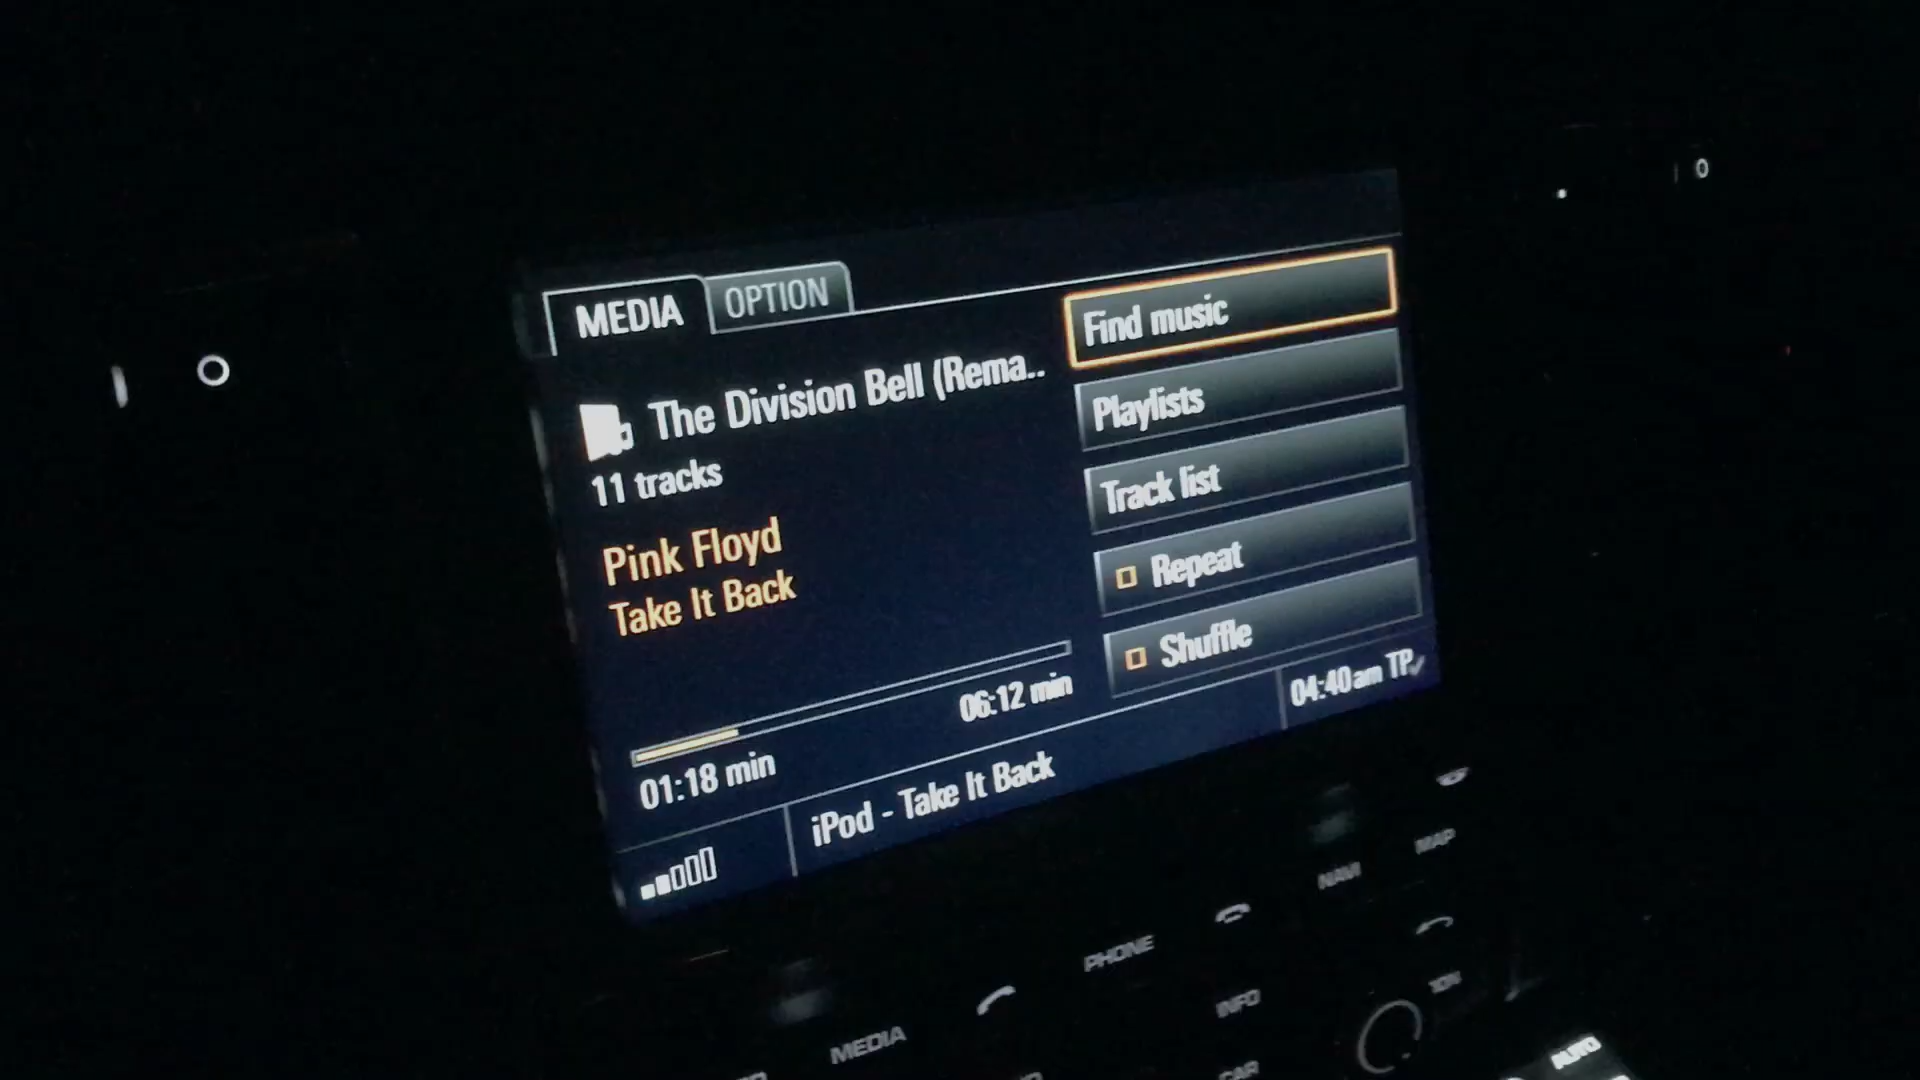 MEDIA
OPTION
The Division Bell (Rema..
11 tracks
Pink Floyd
Take It Back
06:12 min
01:18 min
Find music
Playlists
Track list
Repeat
Shuffle
iPod - Take It Back
04:40am TP
MAP
NAVI
PHONE
INFO
MEDIA
CAR
AUTO